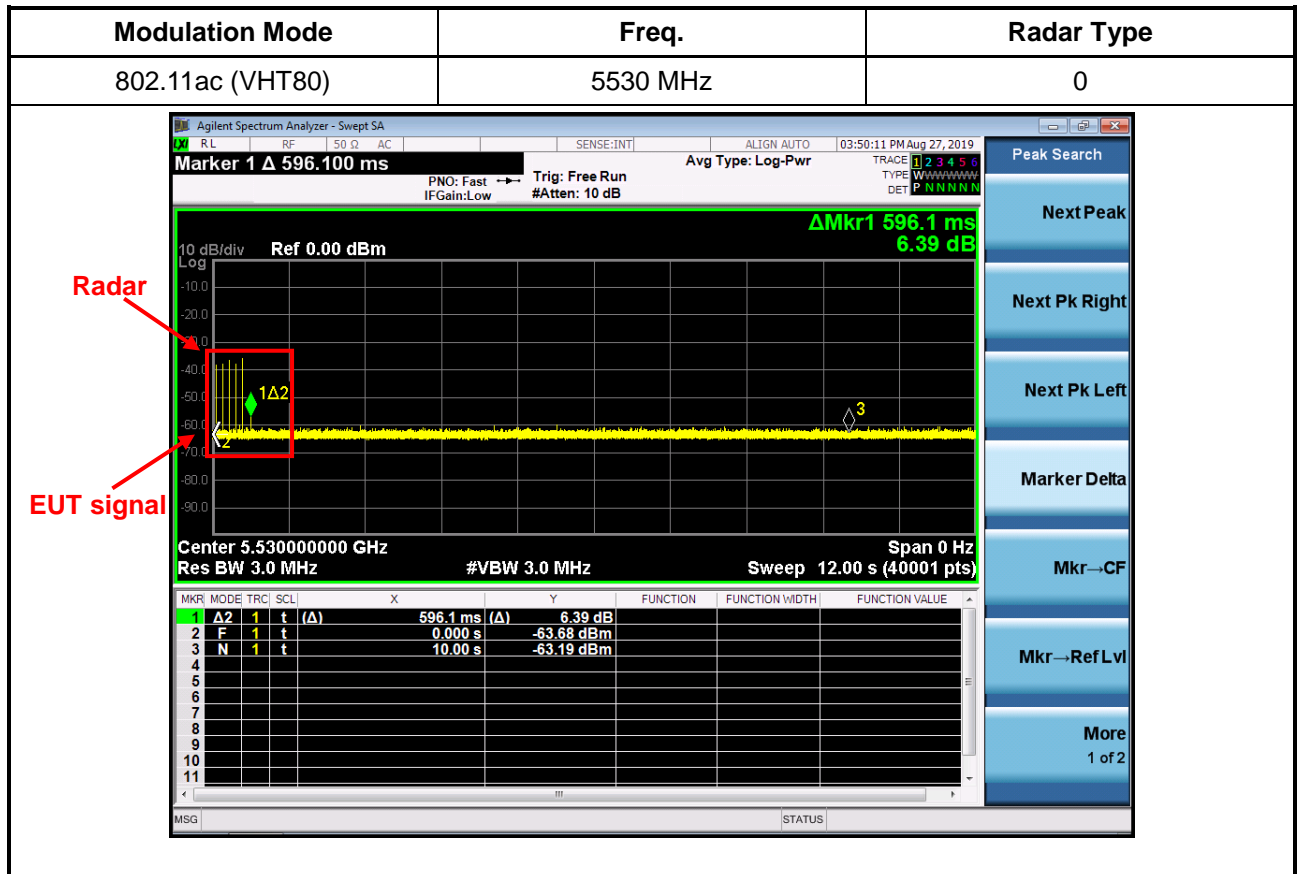 Modulation Mode Freq. Radar Type
802.11ac (VHT80) 5530 MHz 0
Agilent Spectrum Analyzer - Swept SA
LXI RL RF 50 Ω AC SENSE:INT ALIGN AUTO 03:50:11 PM Aug 27, 2019
Marker 1 Δ 596.100 ms
PNO: Fast
IFGain:Low
Trig: Free Run
#Atten: 10 dB
Avg Type: Log-Pwr
TRACE 1 2 3 4 5 6
TYPE WWWWWWW
DET P N N N N N
Peak Search
Next Peak
Next Pk Right
Next Pk Left
Marker Delta
Mkr→CF
Mkr→Ref Lvl
More
1 of 2
ΔMkr1 596.1 ms
6.39 dB
10 dB/div Ref 0.00 dBm
Log
-10.0
-20.0
-40.0
-50.0
-60.0
-70.0
-80.0
-90.0
Radar
EUT signal
1Δ2
2
3
Center 5.530000000 GHz Span 0 Hz
Res BW 3.0 MHz #VBW 3.0 MHz Sweep 12.00 s (40001 pts)
MKR MODE TRC SCL X Y FUNCTION FUNCTION WIDTH FUNCTION VALUE
1 Δ2 1 t (Δ) 596.1 ms (Δ) 6.39 dB
2 F 1 t 0.000 s -63.68 dBm
3 N 1 t 10.00 s -63.19 dBm
4
5
6
7
8
9
10
11
MSG STATUS